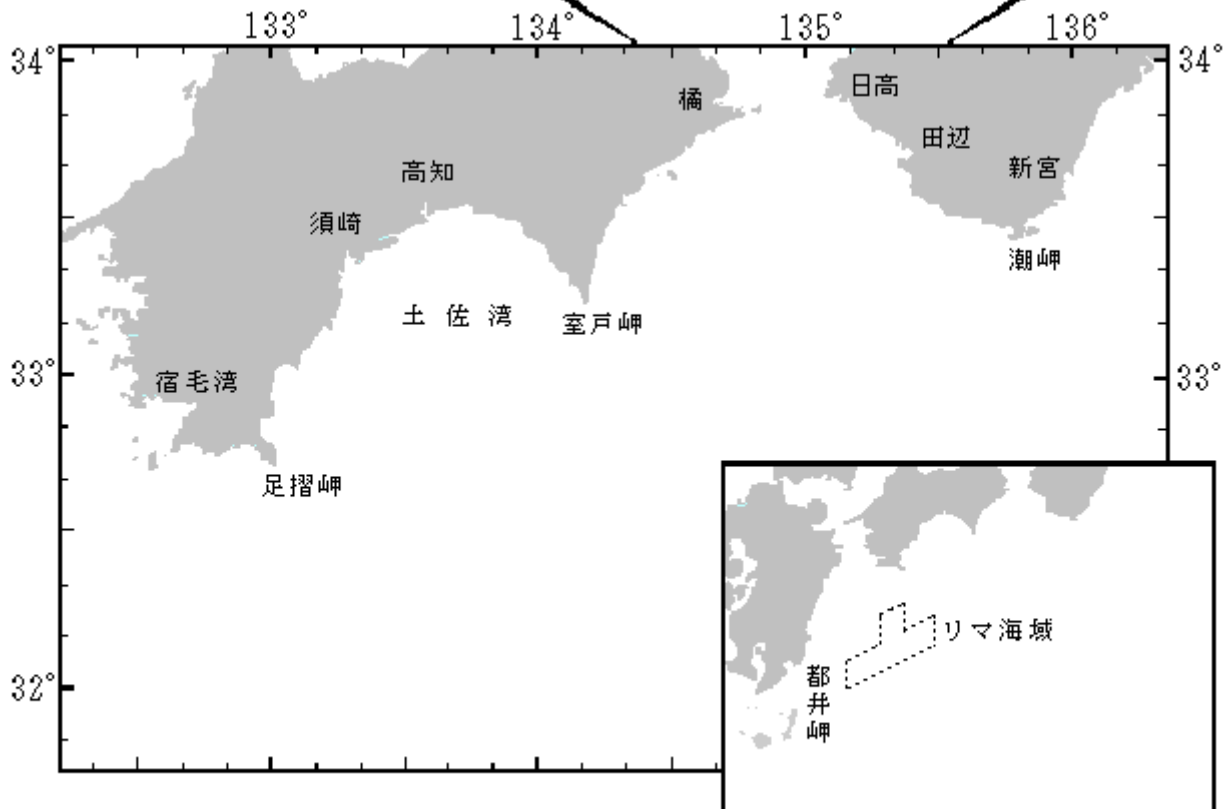 133° 134° 135° 136°
34° 34°
橘
日高
田辺
高知
新宮
須崎
潮岬
土佐湾
室戸岬
33° 33°
宿毛湾
足摺岬
リマ海域
32°
都井岬